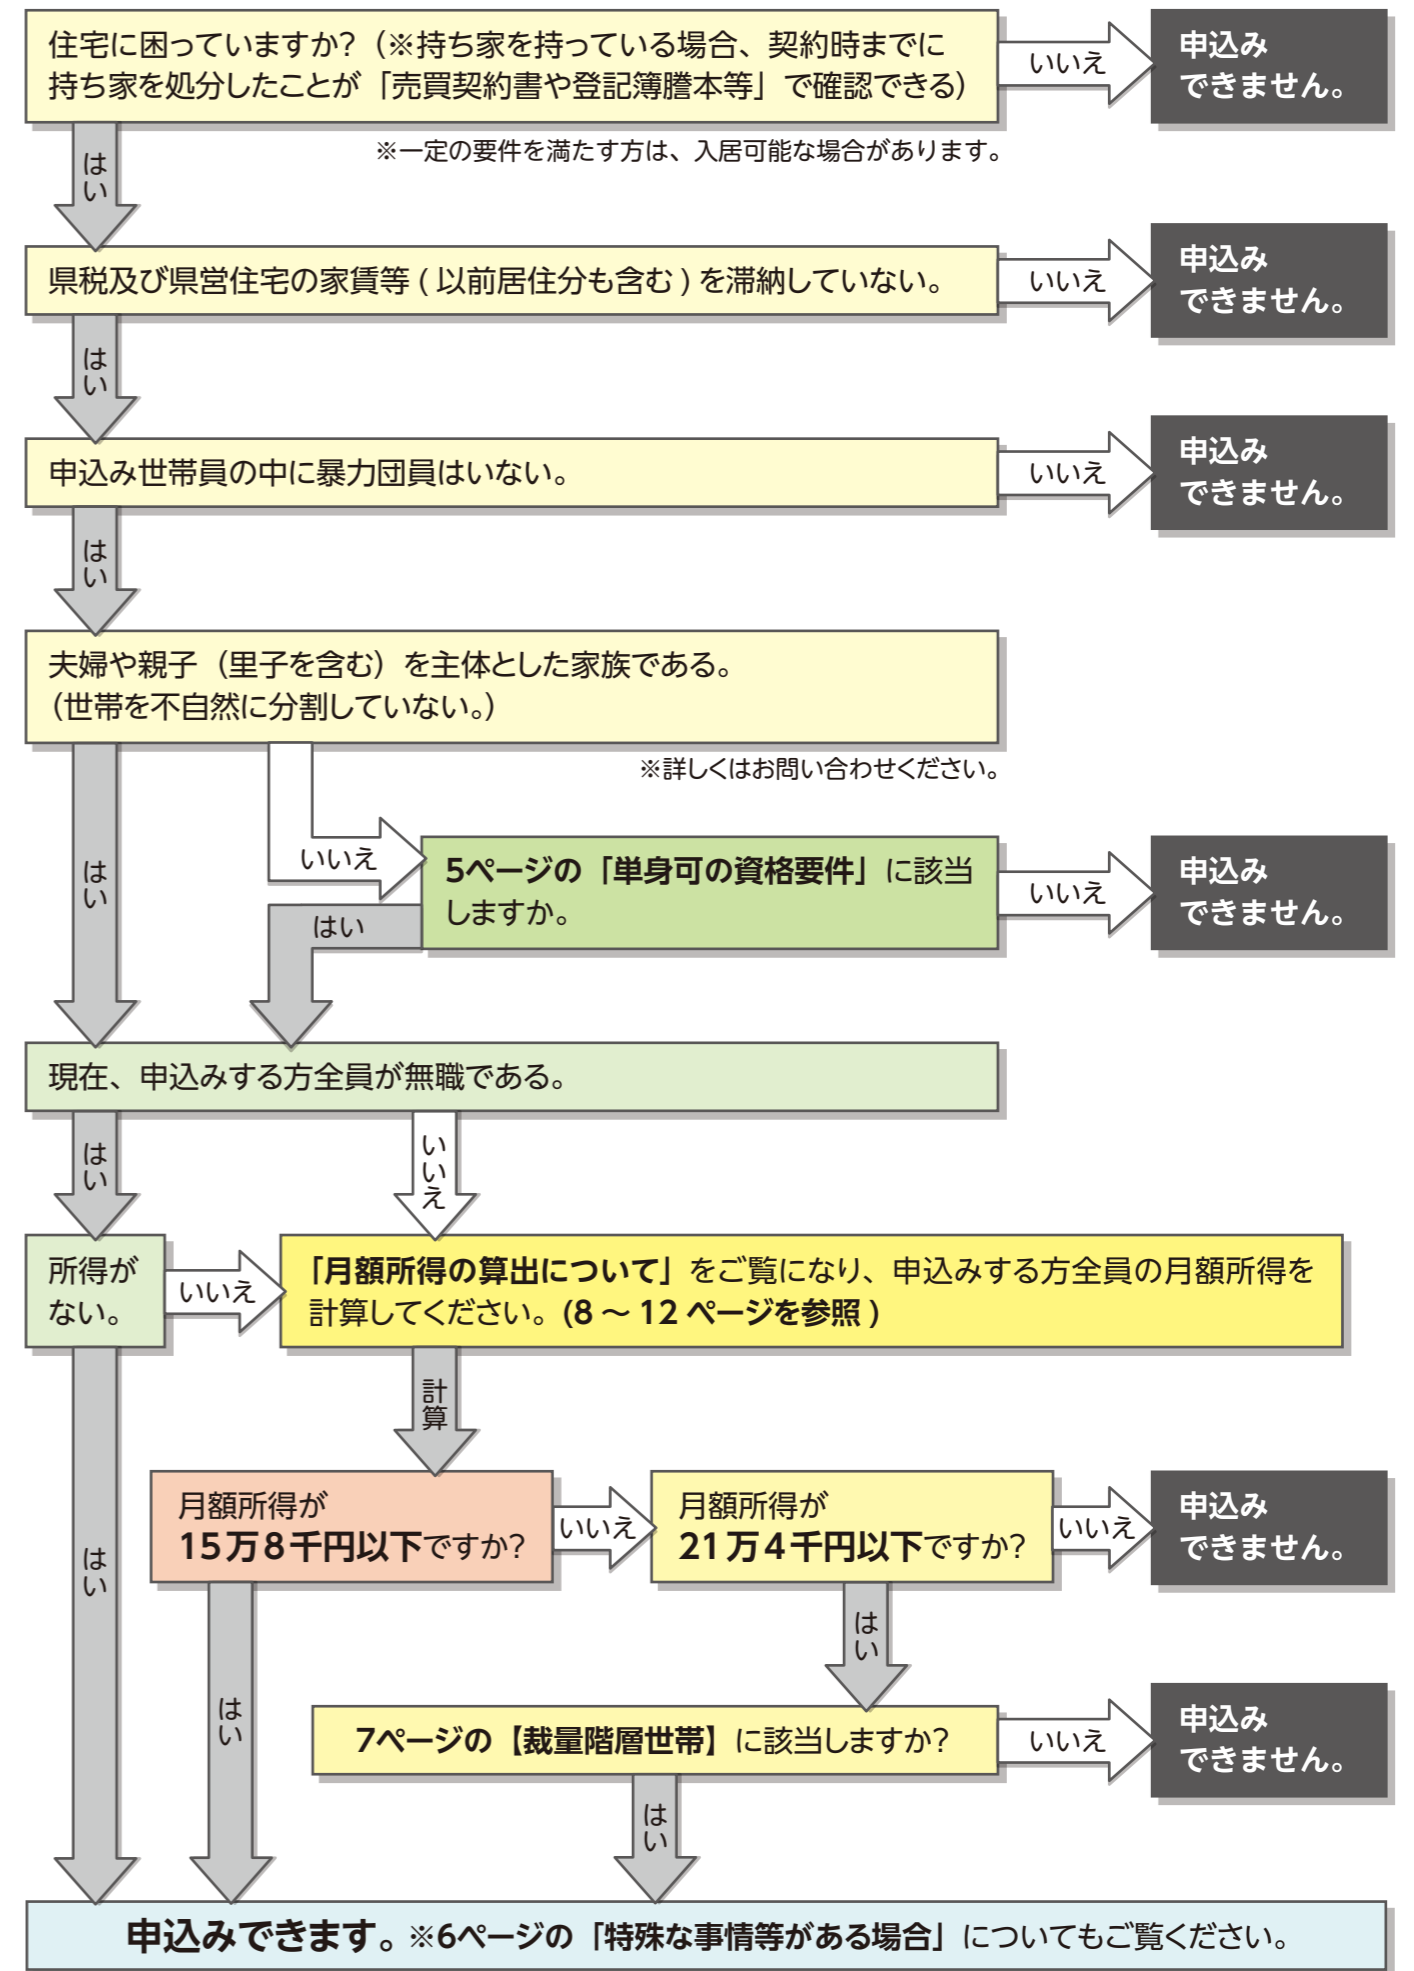 住宅に困っていますか?(※持ち家を持っている場合、契約時までに
持ち家を処分したことが「売買契約書や登記簿謄本等」で確認できる)
いいえ
申込み
できません。
※一定の要件を満たす方は、入居可能な場合があります。
はい
県税及び県営住宅の家賃等(以前居住分も含む)を滞納していない。
いいえ
申込み
できません。
はい
申込み世帯員の中に暴力団員はいない。
いいえ
申込み
できません。
はい
夫婦や親子(里子を含む)を主体とした家族である。
(世帯を不自然に分割していない。)
※詳しくはお問い合わせください。
はい
いいえ
5ページの「単身可の資格要件」に該当
しますか。
いいえ
申込み
できません。
はい
現在、申込みする方全員が無職である。
はい
いいえ
所得が
ない。
いいえ
「月額所得の算出について」をご覧になり、申込みする方全員の月額所得を
計算してください。(8～12ページを参照)
計算
はい
月額所得が
15万8千円以下ですか?
いいえ
月額所得が
21万4千円以下ですか?
いいえ
申込み
できません。
はい
はい
7ページの【裁量階層世帯】に該当しますか?
いいえ
申込み
できません。
はい
申込みできます。※6ページの「特殊な事情等がある場合」についてもご覧ください。